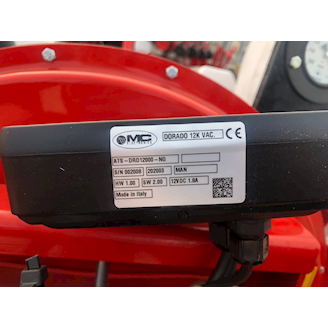 MC DORADO 12K VAC. CE
ATS-DRD12000-NG
S/N 002008 202003 MAN
HW 1.00 SW 2.00 12VDC 1.0A
Made in Italy